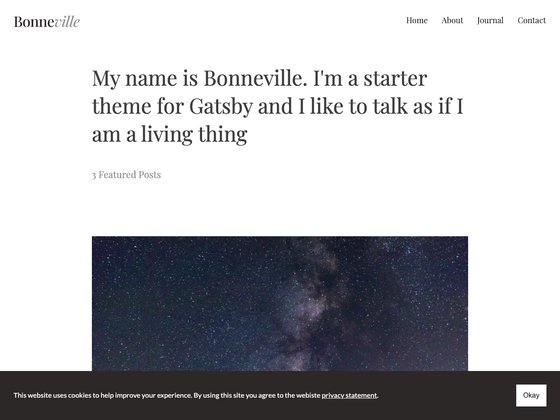 Bonneville
Home About Journal Contact
My name is Bonneville. I'm a starter
theme for Gatsby and I like to talk as if I
am a living thing
3 Featured Posts
This website uses cookies to help improve your experience. By using this site you agree to the webiste privacy statement.
Okay